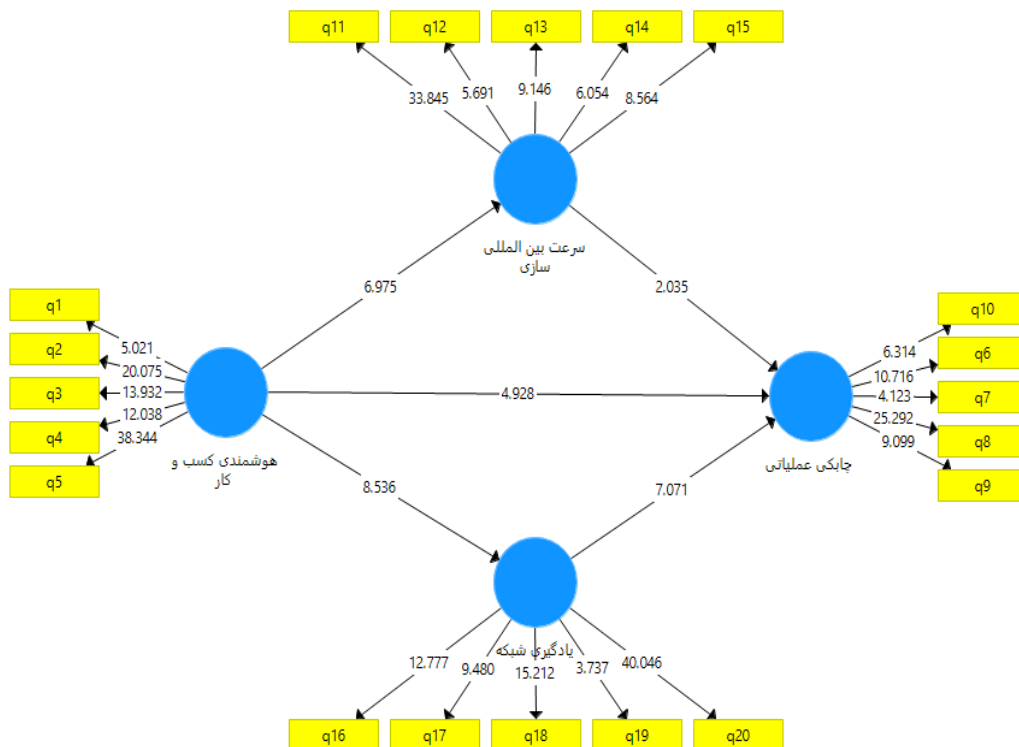 q11
q12
q13
q14
q15
33.845
5.691
9.146
6.054
8.564
سرعت بین المللی
سازی
6.975
2.035
q1
q2
q3
q4
q5
5.021
20.075
13.932
12.038
38.344
هوشمندی کسب و
کار
4.928
q10
q6
q7
q8
q9
6.314
10.716
4.123
25.292
9.099
چابکی عملیاتی
8.536
7.071
یادگیری شبکه
12.777
9.480
15.212
3.737
40.046
q16
q17
q18
q19
q20